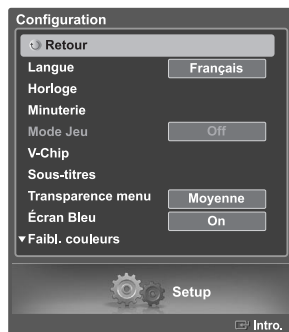 Configuration
Retour
Langue Français
Horloge
Minuterie
Mode Jeu Off
V-Chip
Sous-titres
Transparence menu Moyenne
Écran Bleu On
▼Faibl. couleurs
Setup
Intro.